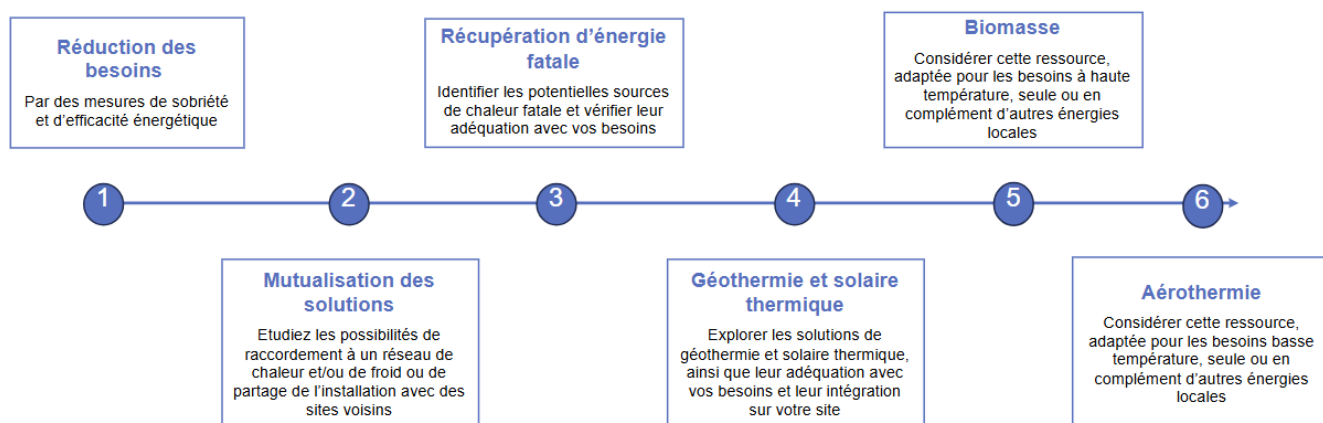 Réduction des
besoins
Par des mesures de sobriété
et d’efficacité énergétique
1
Mutualisation des
solutions
Etudiez les possibilités de
raccordement à un réseau de
chaleur et/ou de froid ou de
partage de l’installation avec des
sites voisins
2
Récupération d’énergie
fatale
Identifier les potentielles sources
de chaleur fatale et vérifier leur
adéquation avec vos besoins
3
Géothermie et solaire
thermique
Explorer les solutions de
géothermie et solaire thermique,
ainsi que leur adéquation avec
vos besoins et leur intégration
sur votre site
4
Biomasse
Considérer cette ressource,
adaptée pour les besoins à haute
température, seule ou en
complément d’autres énergies
locales
5
Aérothermie
Considérer cette ressource,
adaptée pour les besoins basse
température, seule ou en
complément d’autres énergies
locales
6